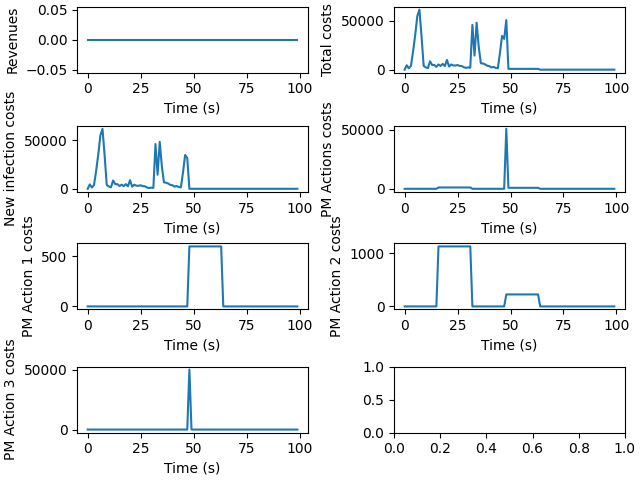 Revenues
0.05
0.00
−0.05
0 25 50 75 100
Time (s)
Total costs
50000
0
0 25 50 75 100
Time (s)
New infection costs
50000
0
0 25 50 75 100
Time (s)
PM Actions costs
50000
0
0 25 50 75 100
Time (s)
PM Action 1 costs
500
0
0 25 50 75 100
Time (s)
PM Action 2 costs
1000
0
0 25 50 75 100
Time (s)
PM Action 3 costs
50000
0
0 25 50 75 100
Time (s)
1.0
0.5
0.0
0.0 0.2 0.4 0.6 0.8 1.0